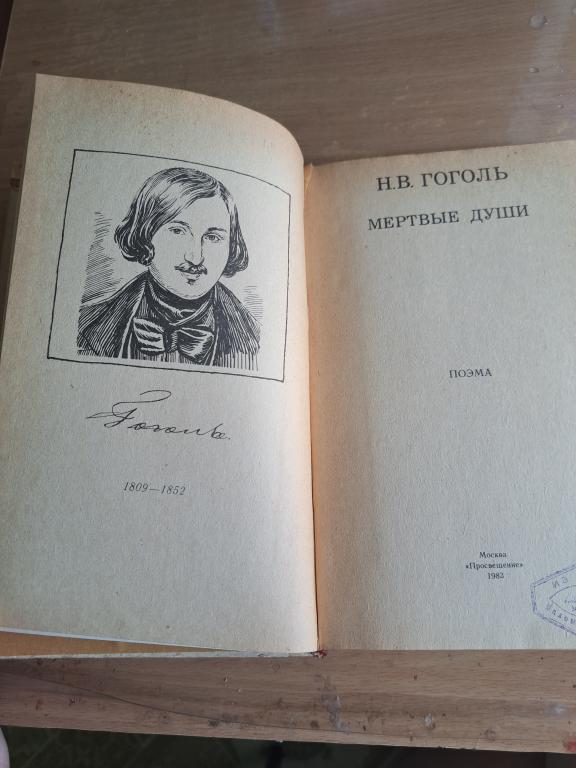 Гоголь.
1809—1852
Н.В. ГОГОЛЬ
МЕРТВЫЕ ДУШИ
ПОЭМА
Москва
«Просвещение»
1982